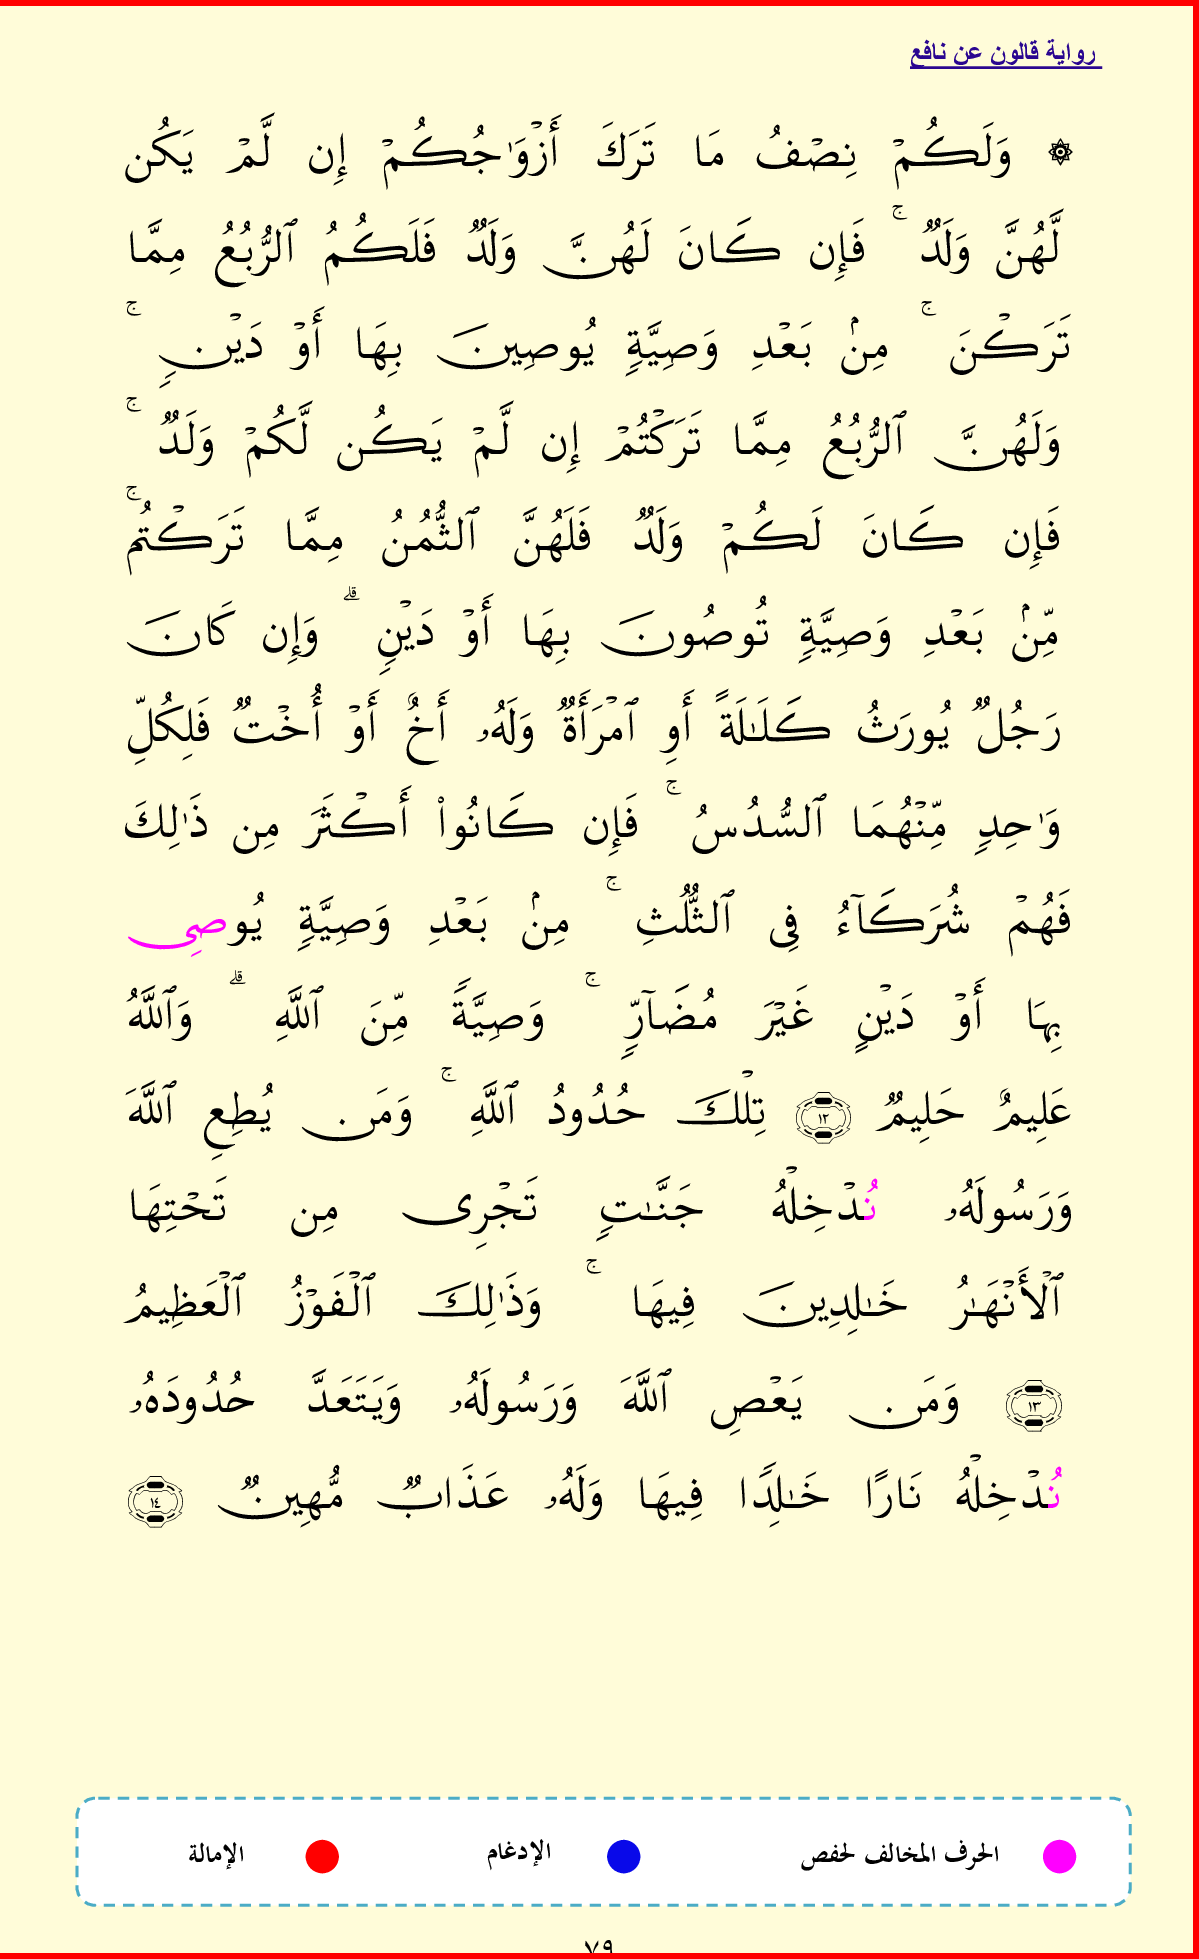 رواية قالون عن نافع
۞ وَلَكُمۡ نِصۡفُ مَا تَرَكَ أَزۡوَٰجُكُمۡ إِن لَّمۡ يَكُن
لَّهُنَّ وَلَدٞ ۚ فَإِن كَانَ لَهُنَّ وَلَدٞ فَلَكُمُ ٱلرُّبُعُ مِمَّا
تَرَكۡنَ ۚ مِنۢ بَعۡدِ وَصِيَّةٖ يُوصِينَ بِهَا أَوۡ دَيۡنٖ ۚ
وَلَهُنَّ ٱلرُّبُعُ مِمَّا تَرَكۡتُمۡ إِن لَّمۡ يَكُن لَّكُمۡ وَلَدٞ ۚ
فَإِن كَانَ لَكُمۡ وَلَدٞ فَلَهُنَّ ٱلثُّمُنُ مِمَّا تَرَكۡتُم ۚ
مِّنۢ بَعۡدِ وَصِيَّةٖ تُوصُونَ بِهَا أَوۡ دَيۡنٖ ۗ وَإِن كَانَ
رَجُلٞ يُورَثُ كَلَٰلَةً أَوِ ٱمۡرَأَةٞ وَلَهُۥ أَخٌ أَوۡ أُخۡتٞ فَلِكُلِّ
وَٰحِدٖ مِّنۡهُمَا ٱلسُّدُسُ ۚ فَإِن كَانُواْ أَكۡثَرَ مِن ذَٰلِكَ
فَهُمۡ شُرَكَآءُ فِي ٱلثُّلُثِ ۚ مِنۢ بَعۡدِ وَصِيَّةٖ يُوصِي
بِهَا أَوۡ دَيۡنٍ غَيۡرَ مُضَآرّٖ ۚ وَصِيَّةٗ مِّنَ ٱللَّهِ ۗ وَٱللَّهُ
عَلِيمٌ حَلِيمٞ ١٢ تِلۡكَ حُدُودُ ٱللَّهِ ۚ وَمَن يُطِعِ ٱللَّهَ
وَرَسُولَهُۥ نُدۡخِلۡهُ جَنَّٰتٖ تَجۡرِي مِن تَحۡتِهَا
ٱلۡأَنۡهَٰرُ خَٰلِدِينَ فِيهَا ۚ وَذَٰلِكَ ٱلۡفَوۡزُ ٱلۡعَظِيمُ
١٣ وَمَن يَعۡصِ ٱللَّهَ وَرَسُولَهُۥ وَيَتَعَدَّ حُدُودَهُۥ
نُدۡخِلۡهُ نَارًا خَٰلِدٗا فِيهَا وَلَهُۥ عَذَابٞ مُّهِينٞ ١٤
الحرف المخالف لحفص الإدغام الإمالة
٧٩